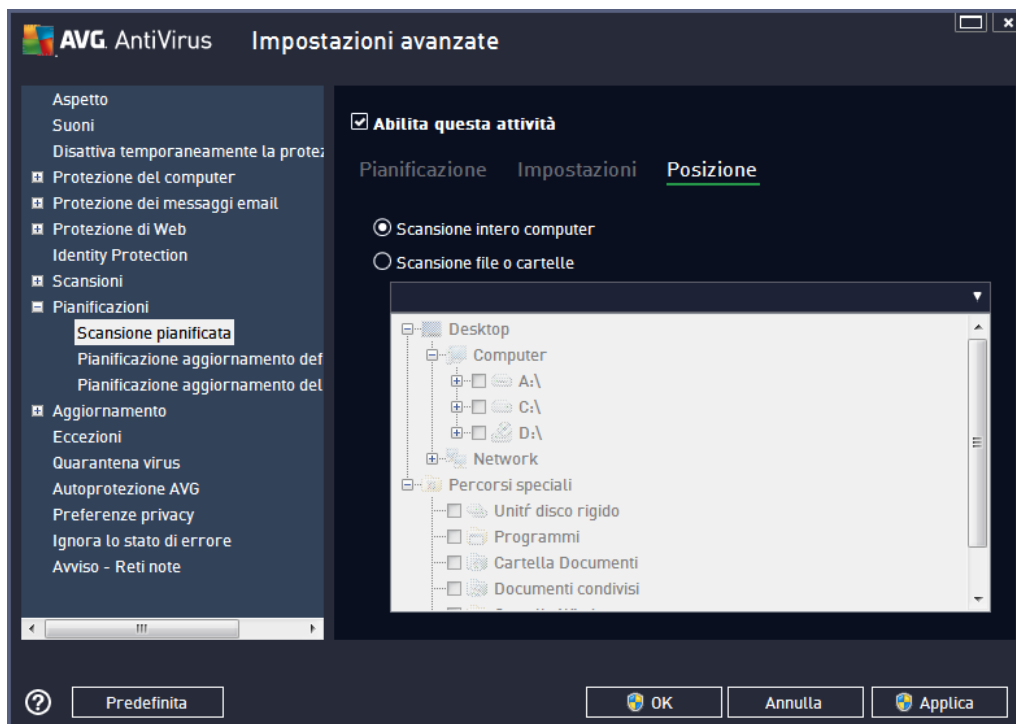 AVG. AntiVirus Impostazioni avanzate
Aspetto
Suoni
Disattiva temporaneamente la
Protezione del computer
Protezione dei messaggi email
Protezione di Web
Identity Protection
Scansioni
Pianificazioni
Scansione pianificata
Pianificazione aggiornamento def
Pianificazione aggiornamento del
Aggiornamento
Eccezioni
Quarantena virus
Autoprotezione AVG
Preferenze privacy
Ignora lo stato di errore
Avviso - Reti note
Abilita questa attività
Pianificazione Impostazioni Posizione
Scansione intero computer
Scansione file o cartelle
Desktop
Computer
A:\
C:\
D:\
Network
Percorsi speciali
Unitŕ disco rigido
Programmi
Cartella Documenti
Documenti condivisi
? Predefinita OK Annulla Applica